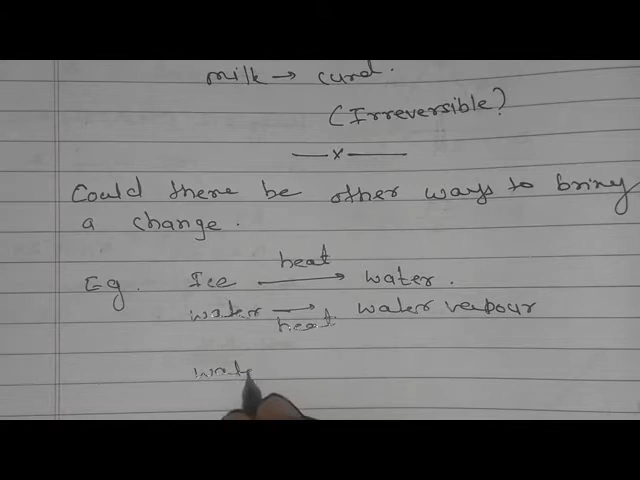 milk → curd.
(Irreversible?)
—x—
Could there be other ways to bring
a change.
Eg. Ice heat → water.
water → heat. water vapour
wat